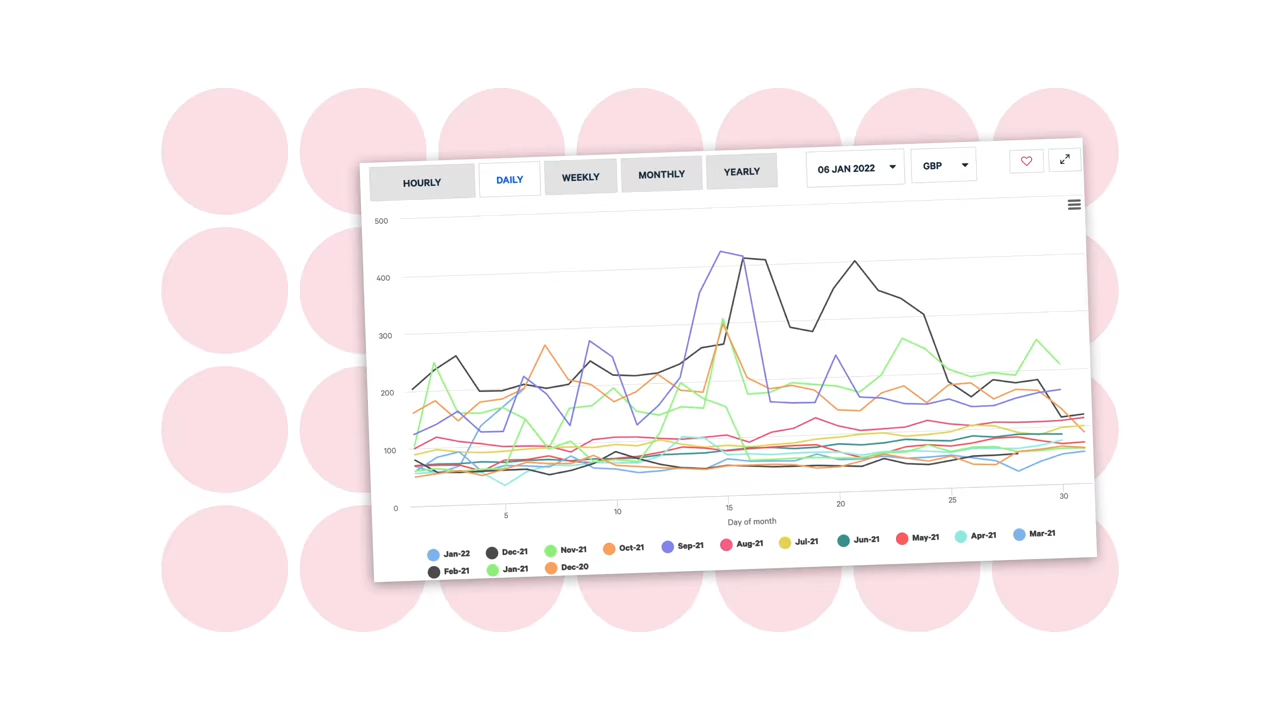 HOURLY DAILY WEEKLY MONTHLY YEARLY 06 JAN 2022 GBP
500
400
300
200
100
0
5 10 15 20 25 30
Day of month
Jan-22 Dec-21 Nov-21 Oct-21 Sep-21 Aug-21 Jul-21 Jun-21 May-21 Apr-21 Mar-21
Feb-21 Jan-21 Dec-20